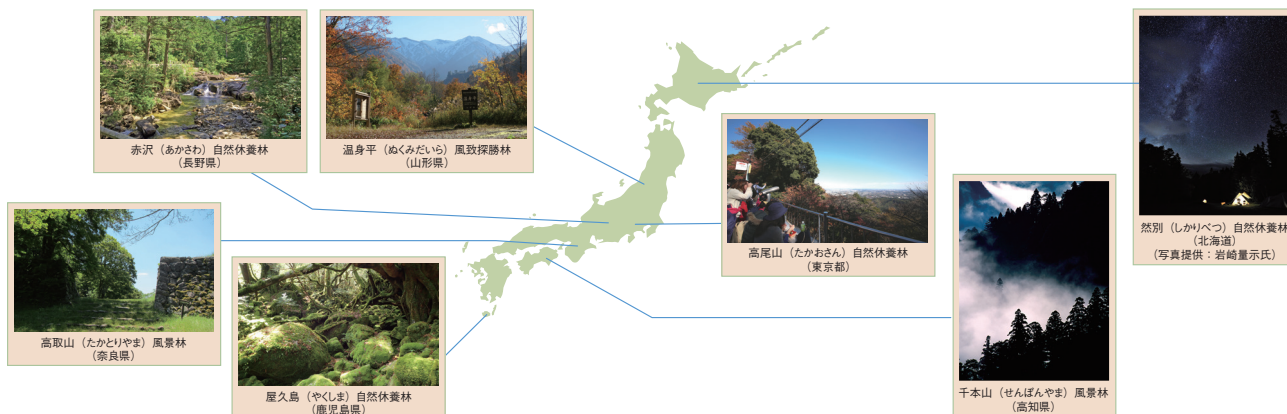 赤沢(あかさわ)自然休養林
(長野県)
温身平(ぬくみだいら)風致探勝林
(山形県)
高尾山(たかおさん)自然休養林
(東京都)
然別(しかりべつ)自然休養林
(北海道)
(写真提供:岩崎量示氏)
高取山(たかとりやま)風景林
(奈良県)
屋久島(やくしま)自然休養林
(鹿児島県)
千本山(せんぼんやま)風景林
(高知県)